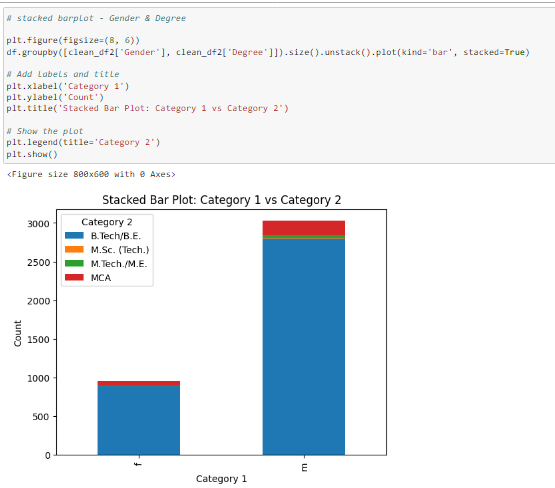 # stacked barplot - Gender & Degree
plt.figure(figsize=(8, 6))
df.groupby([clean_df2['Gender'], clean_df2['Degree']]).size().unstack().plot(kind='bar', stacked=True)
# Add labels and title
plt.xlabel('Category 1')
plt.ylabel('Count')
plt.title('Stacked Bar Plot: Category 1 vs Category 2')
# Show the plot
plt.legend(title='Category 2')
plt.show()
<Figure size 800x600 with 0 Axes>
Stacked Bar Plot: Category 1 vs Category 2
Category 2
B.Tech/B.E.
M.Sc. (Tech.)
M.Tech./M.E.
MCA
3000
2500
2000
1500
1000
500
0
Count
f
m
Category 1